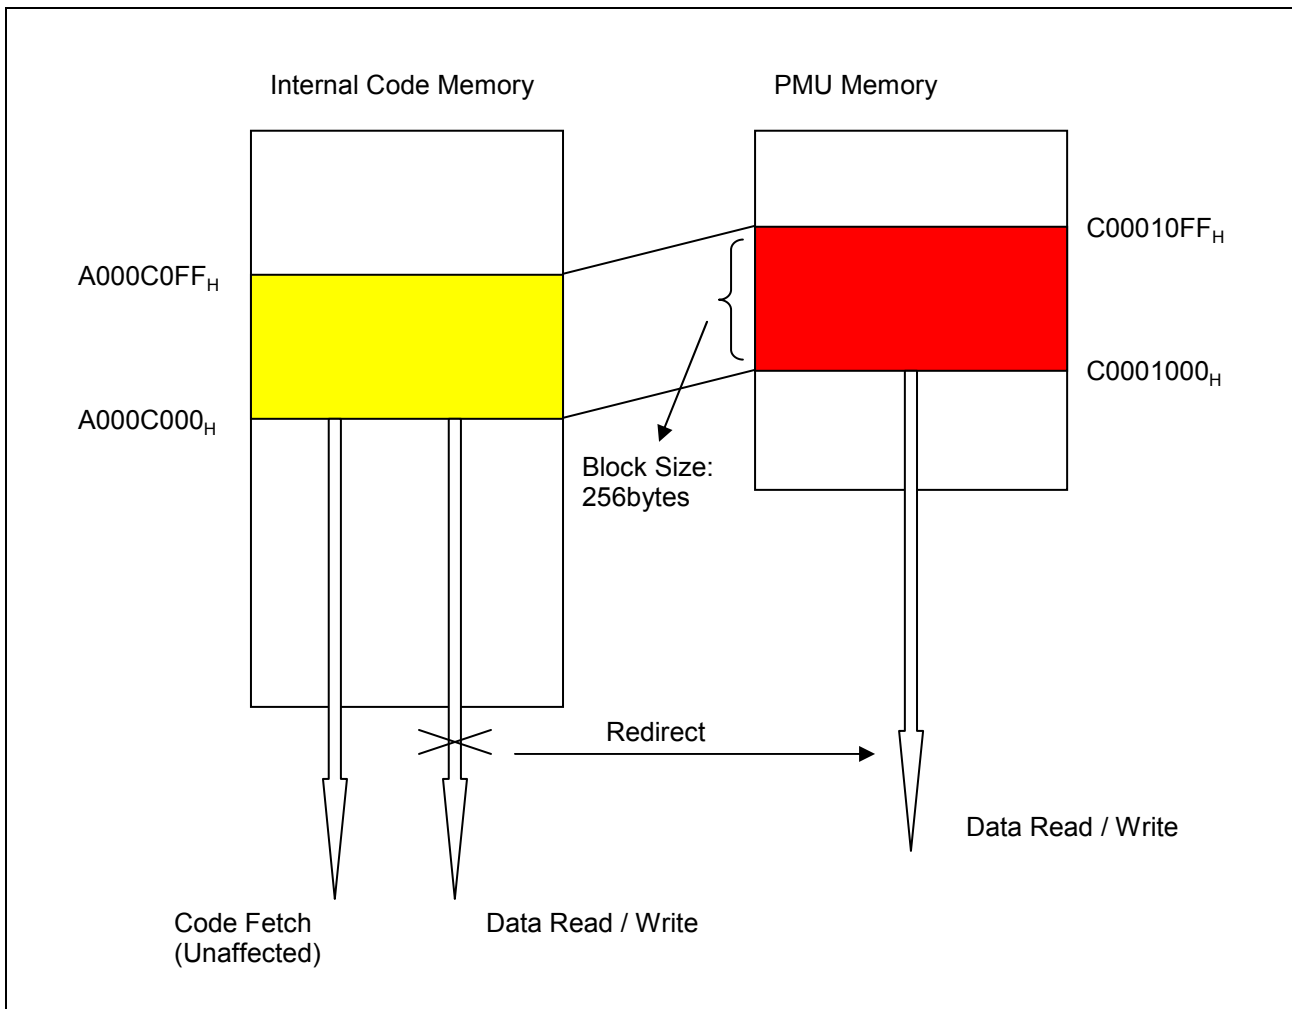 Internal Code Memory
PMU Memory
C00010FFH
A000C0FFH
C0001000H
A000C000H
Block Size:
256bytes
Redirect
Data Read / Write
Code Fetch
(Unaffected)
Data Read / Write